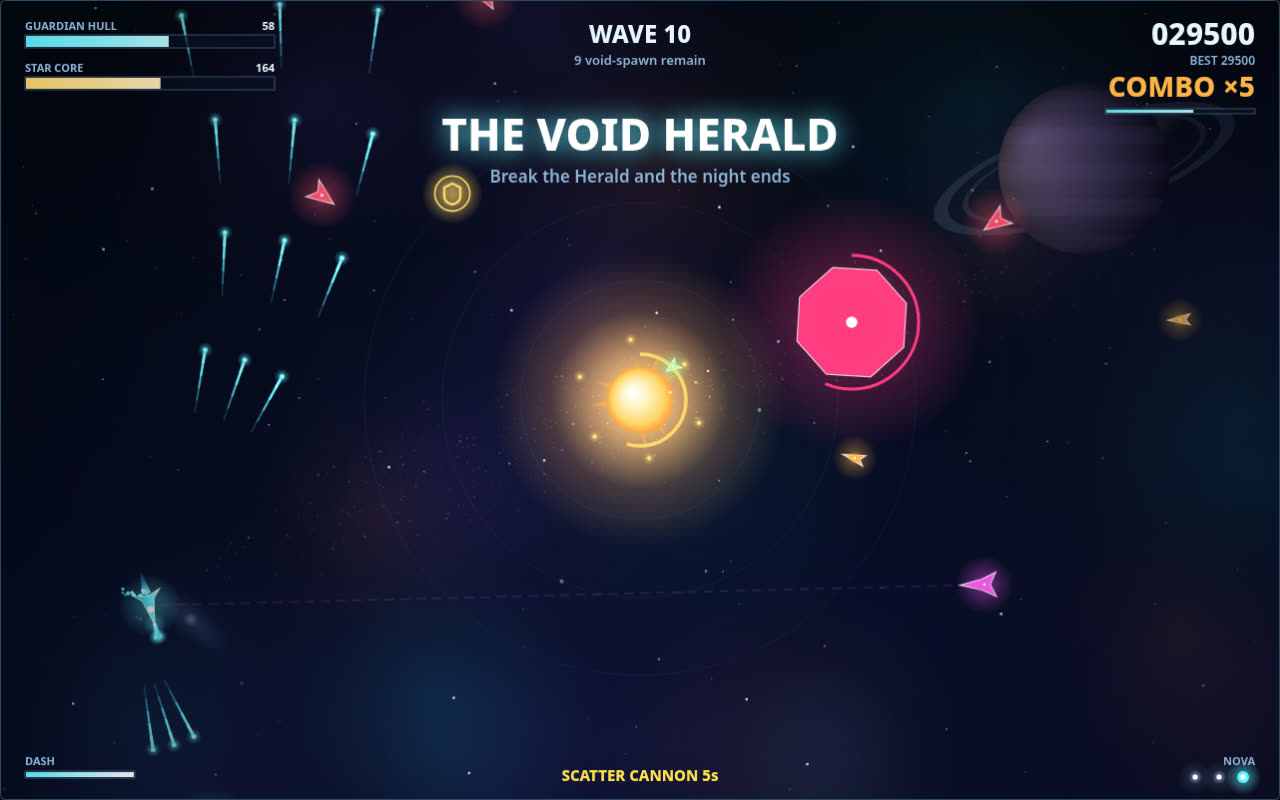 GUARDIAN HULL 58
STAR CORE 164
WAVE 10
9 void-spawn remain
029500
BEST 29500
COMBO ×5
THE VOID HERALD
Break the Herald and the night ends
DASH
SCATTER CANNON 5s
NOVA